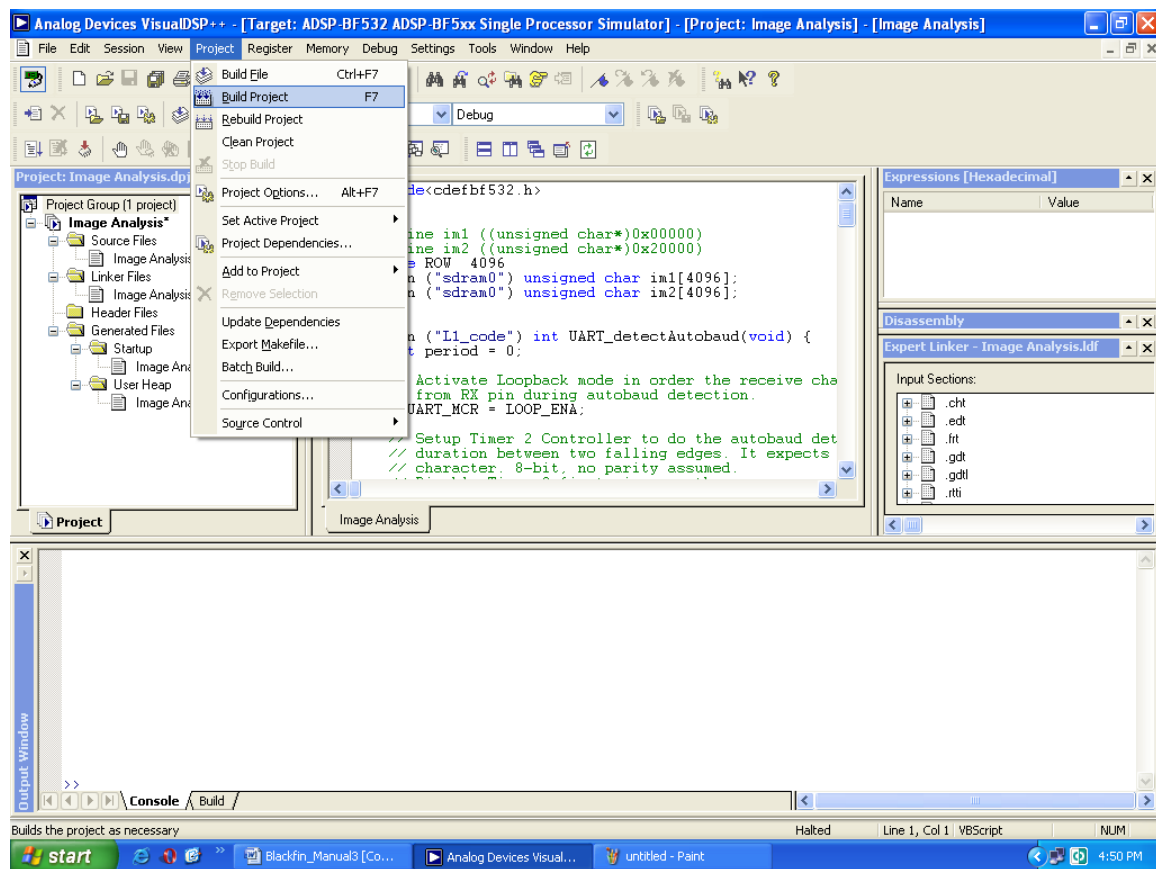 Analog Devices VisualDSP++ - [Target: ADSP-BF532 ADSP-BF5xx Single Processor Simulator] - [Project: Image Analysis] - [Image Analysis]
File Edit Session View Project Register Memory Debug Settings Tools Window Help
Debug
Build File Ctrl+F7
Build Project F7
Rebuild Project
Clean Project
Stop Build
Project Options... Alt+F7
Set Active Project
Project Dependencies...
Add to Project
Remove Selection
Update Dependencies
Export Makefile...
Batch Build...
Configurations...
Source Control
Project: Image Analysis.dpj
Project Group (1 project)
Image Analysis*
Source Files
Image Analysis
Linker Files
Image Analysis
Header Files
Generated Files
Startup
Image Ana
User Heap
Image Ana
Project
de<cdefbf532.h>
ine im1 ((unsigned char*)0x00000)
ine im2 ((unsigned char*)0x20000)
e ROW 4096
n ("sdram0") unsigned char im1[4096];
n ("sdram0") unsigned char im2[4096];
n ("L1_code") int UART_detectAutobaud(void) {
t period = 0;
Activate Loopback mode in order the receive cha
from RX pin during autobaud detection.
UART_MCR = LOOP_ENA;
// Setup Timer 2 Controller to do the autobaud det
// duration between two falling edges. It expects
// character. 8-bit, no parity assumed.
Image Analysis
Expressions [Hexadecimal]
Name Value
Disassembly
Expert Linker - Image Analysis.ldf
Input Sections:
.cht
.edt
.frt
.gdt
.gdtl
.rtti
Output Window
>>
Console Build
Builds the project as necessary Halted Line 1, Col 1 VBScript NUM
start Blackfin_Manual3 [Co... Analog Devices Visual... untitled - Paint 4:50 PM